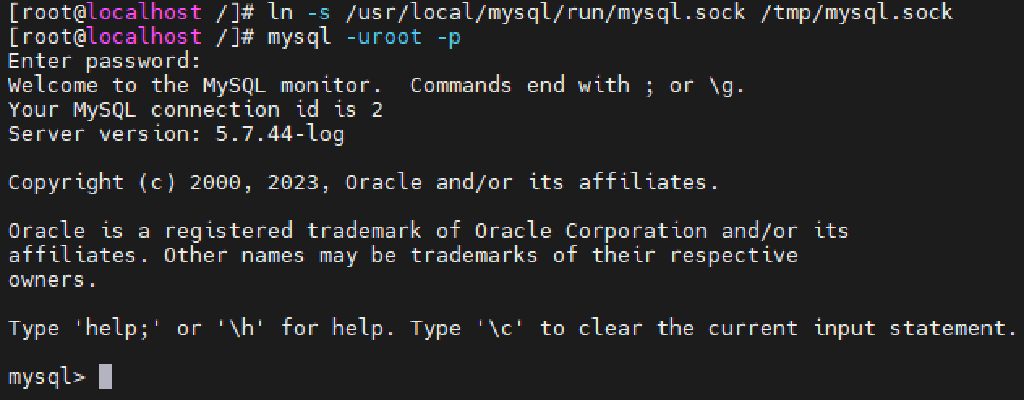 [root@localhost /]# ln -s /usr/local/mysql/run/mysql.sock /tmp/mysql.sock
[root@localhost /]# mysql -uroot -p
Enter password:
Welcome to the MySQL monitor.  Commands end with ; or \g.
Your MySQL connection id is 2
Server version: 5.7.44-log
Copyright (c) 2000, 2023, Oracle and/or its affiliates.
Oracle is a registered trademark of Oracle Corporation and/or its
affiliates. Other names may be trademarks of their respective
owners.
Type 'help;' or '\h' for help. Type '\c' to clear the current input statement.
mysql>